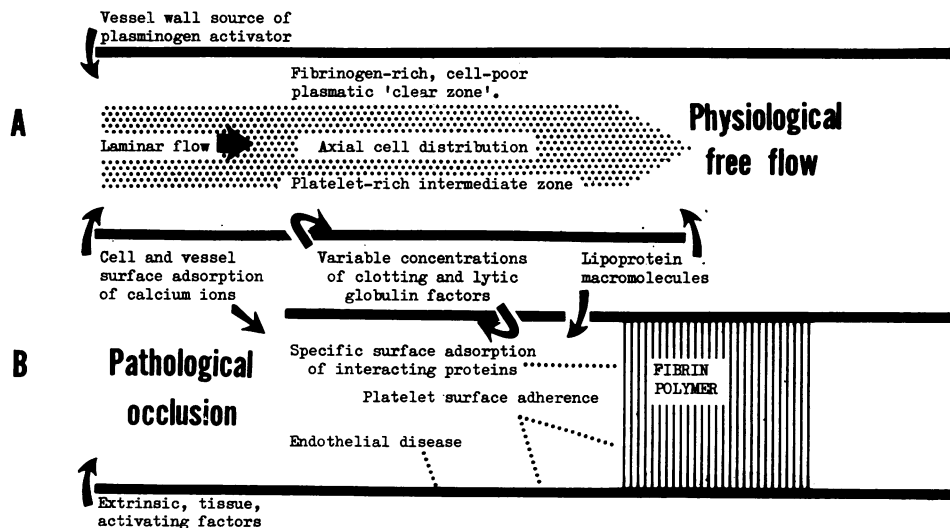 Vessel wall source of
plasminogen activator
Fibrinogen-rich, cell-poor
plasmatic 'clear zone'.
A
Laminar flow
Axial cell distribution
Platelet-rich intermediate zone
Physiological
free flow
Cell and vessel
surface adsorption
of calcium ions
Variable concentrations
of clotting and lytic
globulin factors
Lipoprotein
macromolecules
B
Pathological
occlusion
Specific surface adsorption
of interacting proteins
Platelet surface adherence
Endothelial disease
FIBRIN
POLYMER
Extrinsic, tissue,
activating factors